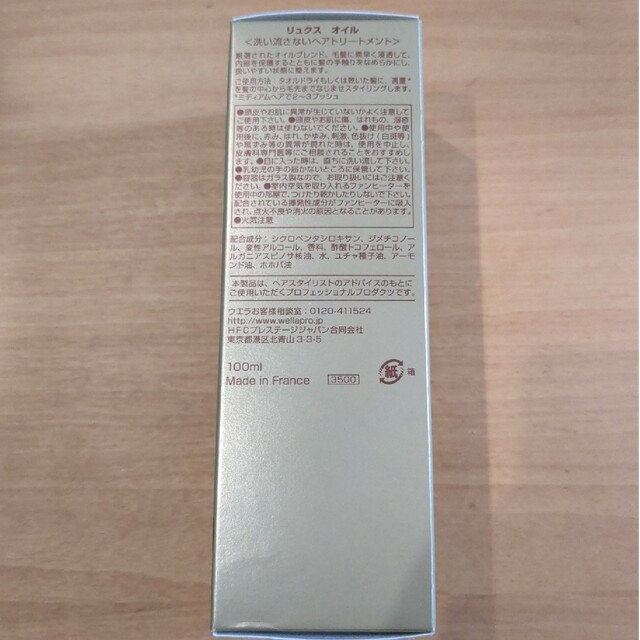 リュクス オイル
＜洗い流さないヘアトリートメント＞
厳選されたオイルブレンド。毛髪に素早く浸透して、
内部を保護するとともに髪の手触りをなめらかにし、
扱いやすい状態に整えます。
ご使用方法：タオルドライもしくは乾いた髪に、適量*
を髪の中心から毛先までなじませスタイリングします。
*ミディアムヘアで2〜3プッシュ
●頭皮やお肌に異常が生じていないかよく注意して
ご使用下さい。●頭皮やお肌に傷、はれもの、湿疹
等のある時は使わないでください。●使用中や使
用後に、赤み、はれ、かゆみ、刺激、色抜け(白斑等)
や黒ずみ等の異常が現れた時は、使用を中止し、
皮膚科専門医等にご相談されることをおすすめし
ます。●目に入った時は、直ちに洗い流して下さい。
●乳幼児の手の届かないところに保管して下さい。
●容器はガラス製なので、お取り扱いにはご注意く
ださい。●室内空気を取り入れるファンヒーターを
使用中の部屋で、つけたり乾かしたりしないで下さい。
配合されている揮発性成分がファンヒーターに吸入
され、点火不良や消火の原因となることがあります。
●火気注意
配合成分：シクロペンタシロキサン、ジメチコノー
ル、変性アルコール、香料、酢酸トコフェロール、ア
ルガニアスピノサ核油、水、ユチャ種子油、アーモ
ンド油、ホホバ油
本製品は、ヘアスタイリストのアドバイスのもとに
ご使用いただくプロフェッショナルプロダクツです。
ウエラお客様相談室：0120-411524
http://www.wellapro.jp
HFCプレステージジャパン合同会社
東京都港区北青山3-3-5
100ml
Made in France 3500
紙 箱